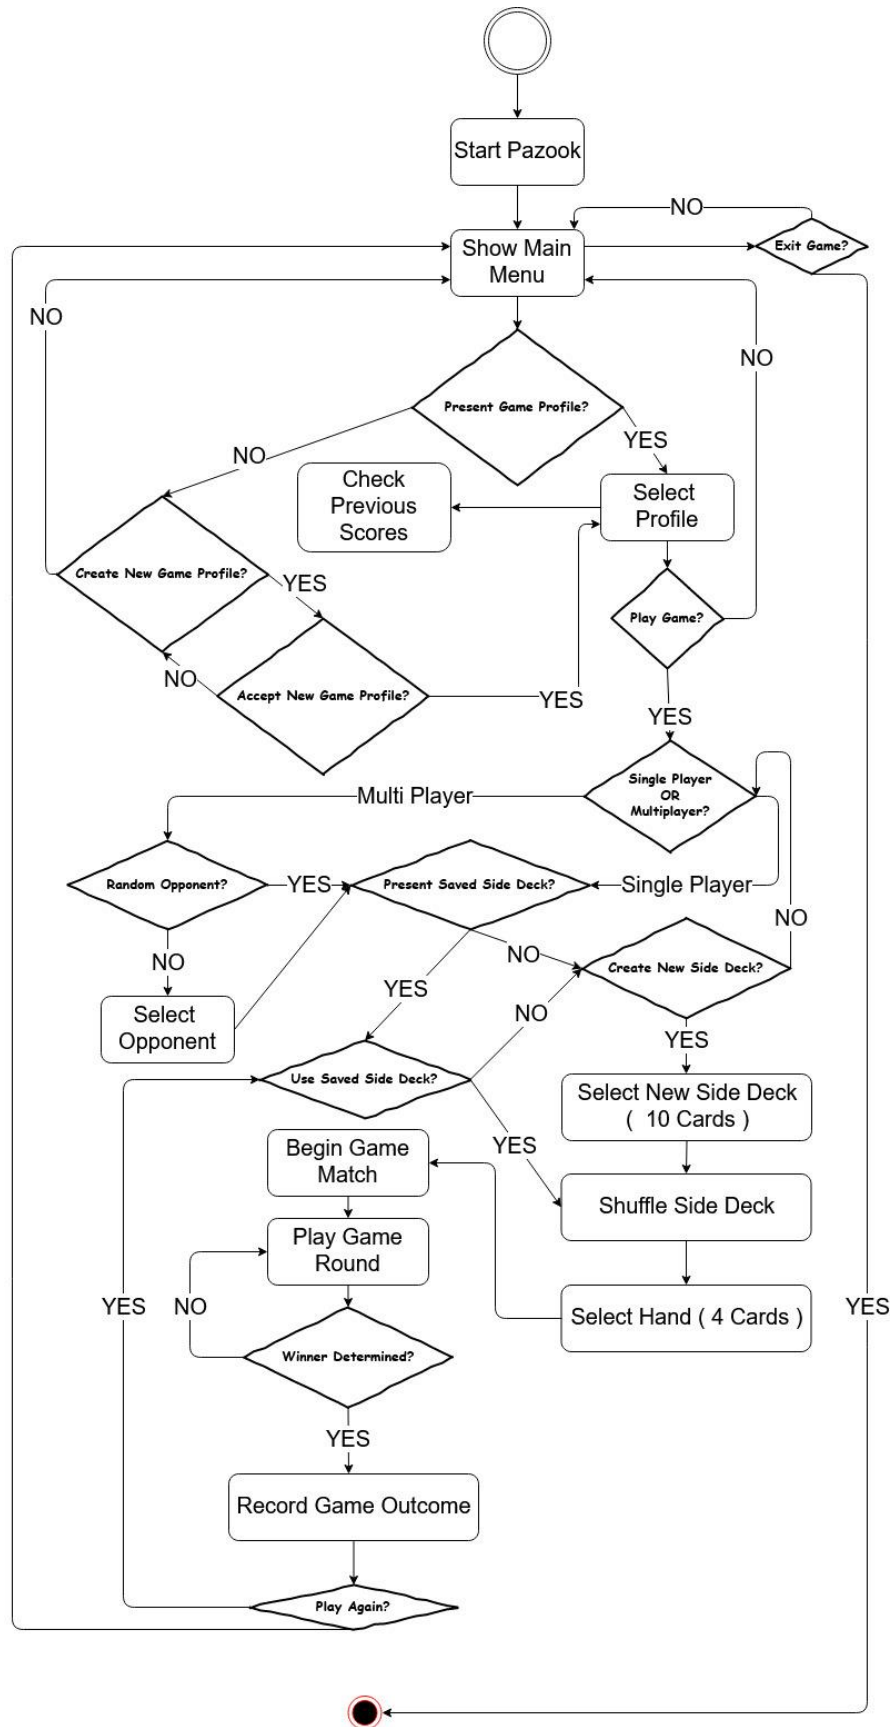 Start Pazook
NO
Show Main
Menu
Exit Game?
NO
NO
Present Game Profile?
YES
NO
Check
Previous
Scores
Select
Profile
Create New Game Profile?
YES
Play Game?
NO
Accept New Game Profile?
YES
YES
Single Player
OR
Multiplayer?
Multi Player
Random Opponent?
YES
Present Saved Side Deck?
Single Player
NO
NO
NO
Create New Side Deck?
YES
Select
Opponent
NO
YES
Use Saved Side Deck?
Select New Side Deck
( 10 Cards )
Begin Game
Match
YES
Shuffle Side Deck
Play Game
Round
YES
NO
YES
Select Hand ( 4 Cards )
Winner Determined?
YES
Record Game Outcome
Play Again?